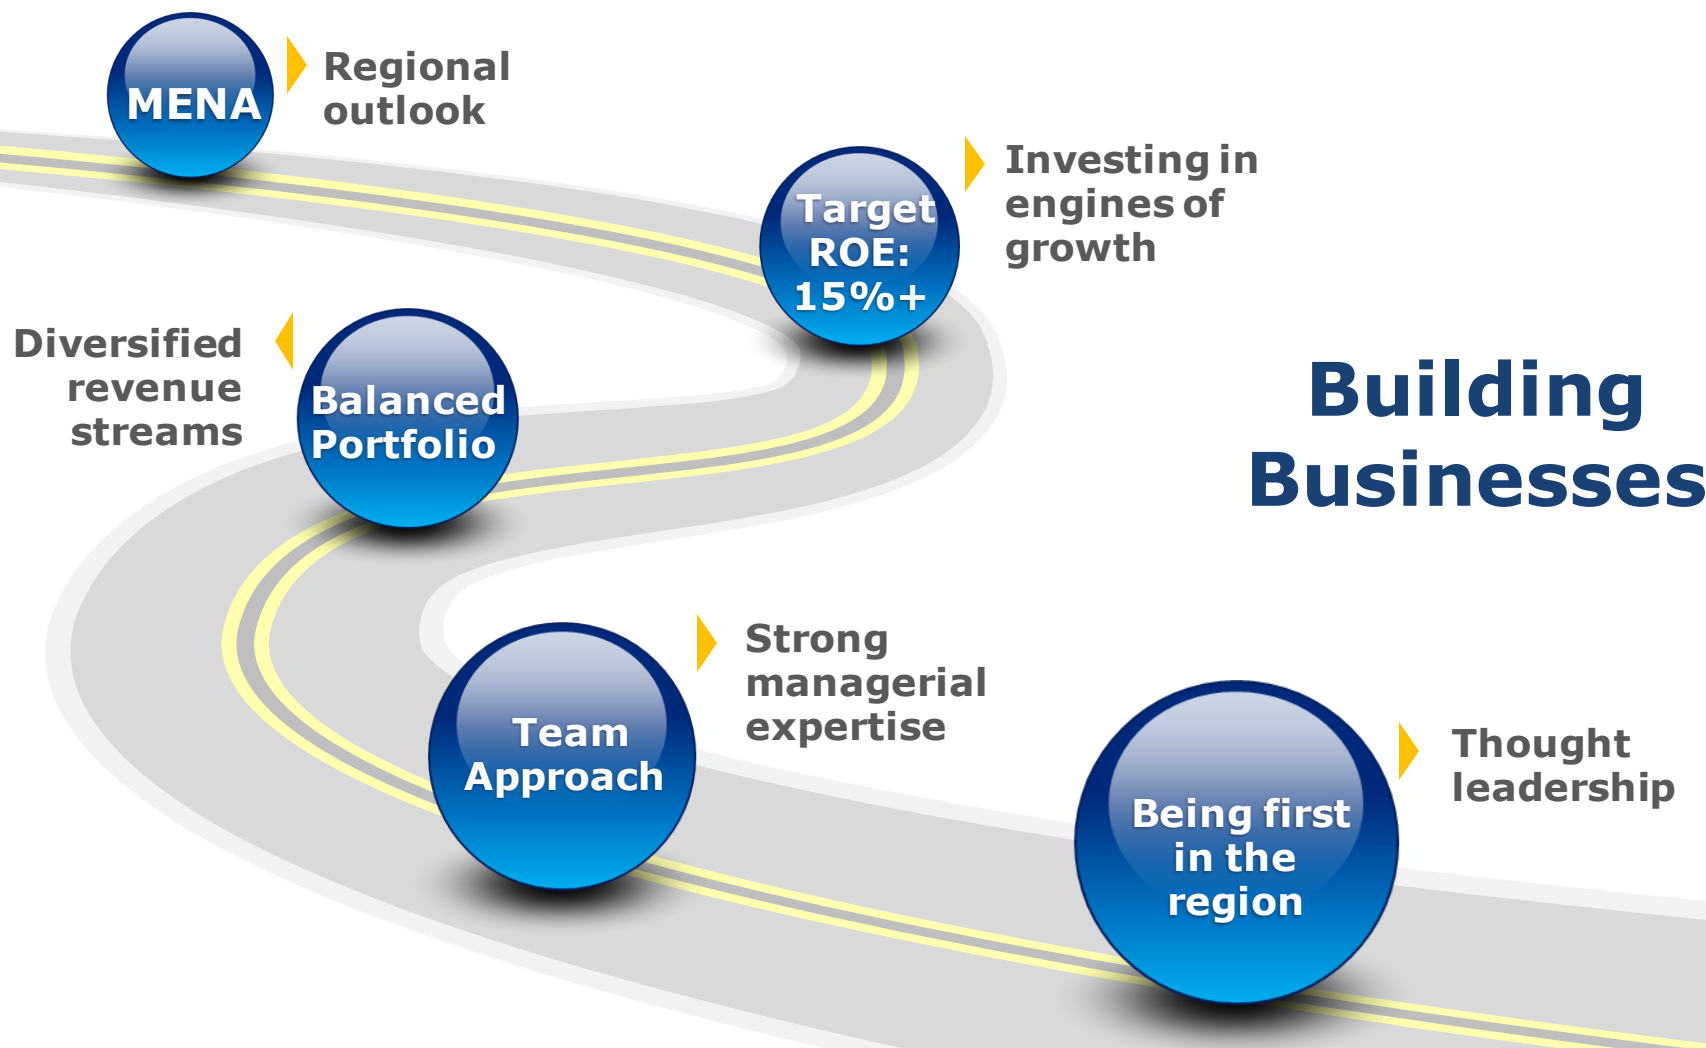 MENA
Regional
outlook
Target
ROE:
15%+
Investing in
engines of
growth
Diversified
revenue
streams
Balanced
Portfolio
Building
Businesses
Team
Approach
Strong
managerial
expertise
Being first
in the
region
Thought
leadership